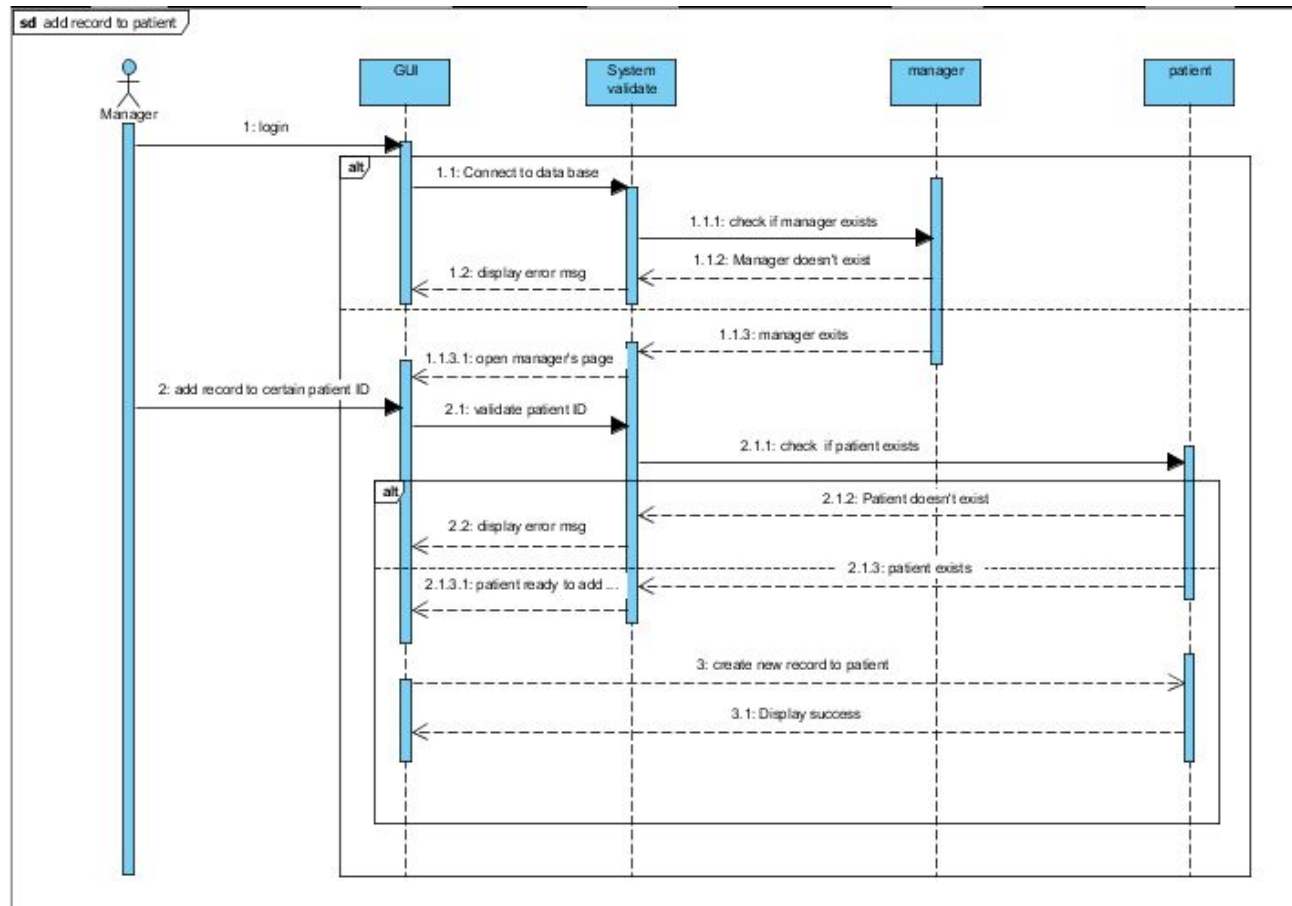 sd add record to patient
GUI
System
validate
manager
patient
Manager
1: login
alt
1.1: Connect to data base
1.1.1: check if manager exists
1.1.2: Manager doesn't exist
1.2: display error msg
1.1.3: manager exits
1.1.3.1: open manager's page
2: add record to certain patient ID
2.1: validate patient ID
2.1.1: check if patient exists
alt
2.1.2: Patient doesn't exist
2.2: display error msg
2.1.3: patient exists
2.1.3.1: patient ready to add ...
3: create new record to patient
3.1: Display success